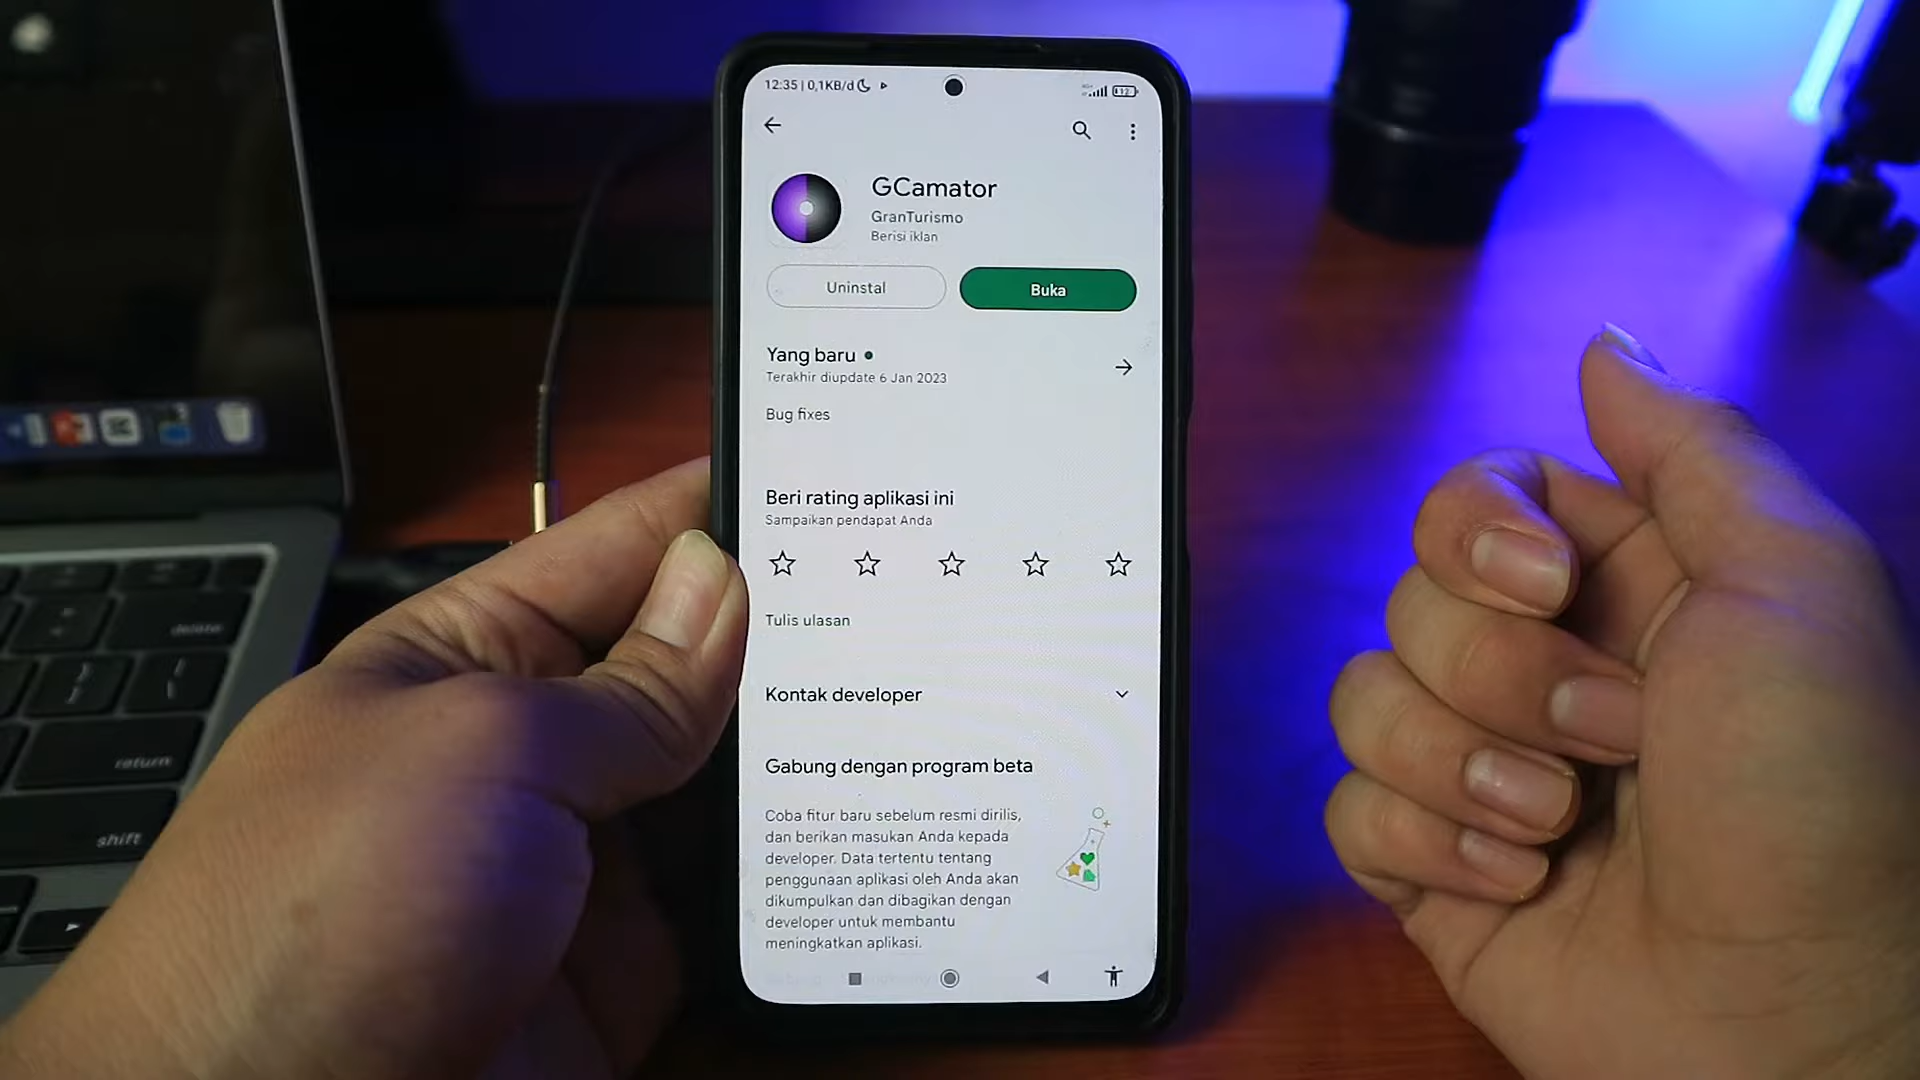 12:35 | 0,1KB/d
12
GCamator
GranTurismo
Berisi iklan
Uninstal
Buka
Yang baru
Terakhir diupdate 6 Jan 2023
Bug fixes
Beri rating aplikasi ini
Sampaikan pendapat Anda
Tulis ulasan
Kontak developer
Gabung dengan program beta
Coba fitur baru sebelum resmi dirilis,
dan berikan masukan Anda kepada
developer. Data tertentu tentang
penggunaan aplikasi oleh Anda akan
dikumpulkan dan dibagikan dengan
developer untuk membantu
meningkatkan aplikasi.
delete
return
shift